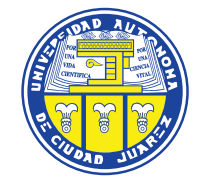 UNIVERSIDAD AUTONOMA
DE CIUDAD JUAREZ
POR
UNA
VIDA
CIENTIFICA
POR
UNA
CIENCIA
VITAL